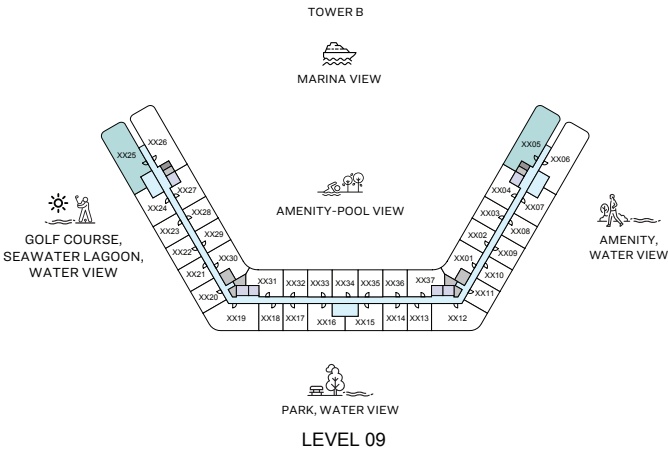 TOWER B
MARINA VIEW
XX26
XX25
XX05
XX06
XX27
XX04
XX24
XX07
XX28
XX03
XX23
XX08
AMENITY-POOL VIEW
XX29
XX02
XX22
XX09
GOLF COURSE,
SEAWATER LAGOON,
WATER VIEW
AMENITY,
WATER VIEW
XX30
XX01
XX21
XX10
XX31
XX32
XX33
XX34
XX35
XX36
XX37
XX20
XX11
XX19
XX18
XX17
XX16
XX15
XX14
XX13
XX12
PARK, WATER VIEW
LEVEL 09